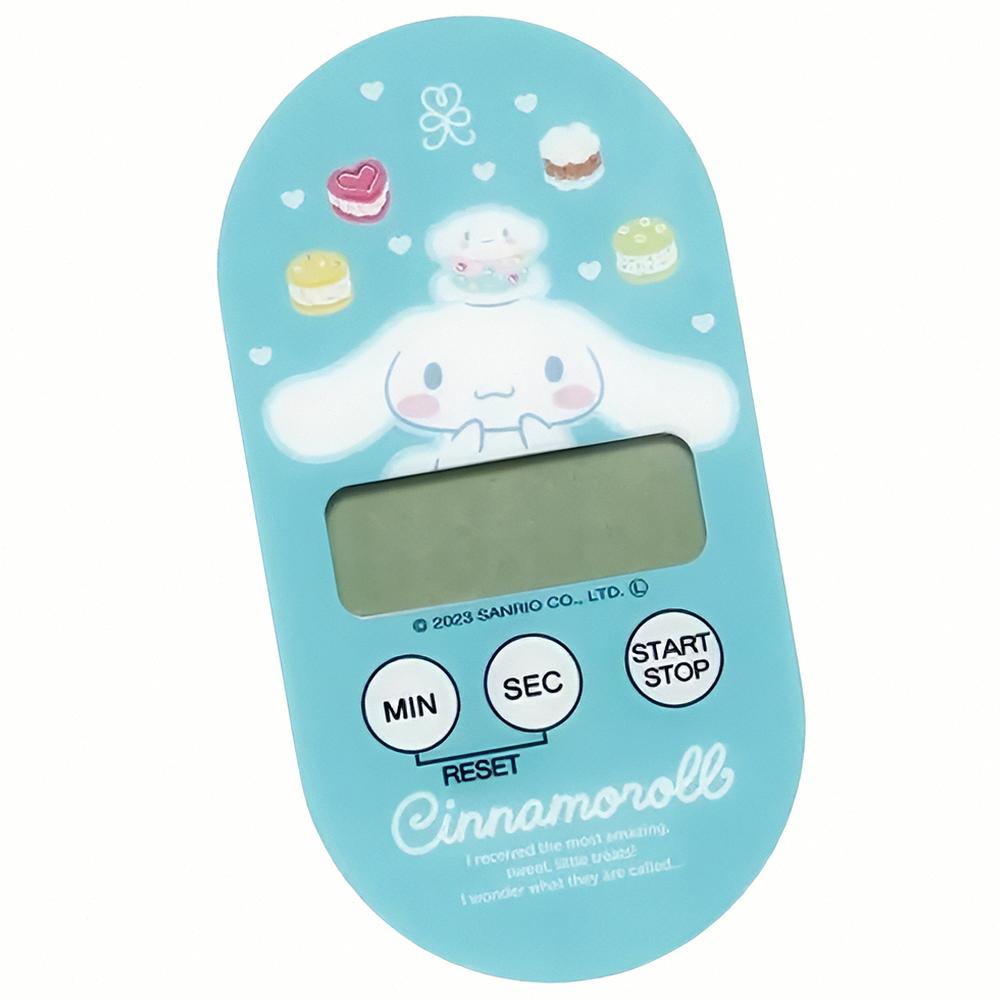 © 2023 SANRIO CO., LTD. Ⓛ
MIN
SEC
START
STOP
RESET
Cinnamoroll
I received the most amazing,
sweet, little treats!
I wonder what they are called...